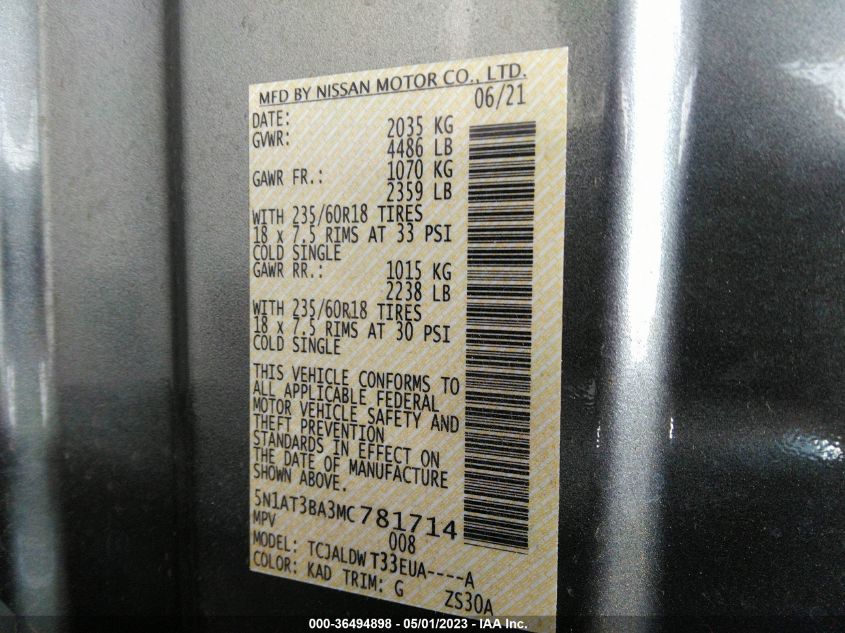 MFD BY NISSAN MOTOR CO., LTD.
DATE: 06/21
GVWR: 2035 KG
4486 LB
GAWR FR.: 1070 KG
2359 LB
WITH 235/60R18 TIRES
18 x 7.5 RIMS AT 33 PSI
COLD SINGLE
GAWR RR.: 1015 KG
2238 LB
WITH 235/60R18 TIRES
18 x 7.5 RIMS AT 30 PSI
COLD SINGLE
THIS VEHICLE CONFORMS TO
ALL APPLICABLE FEDERAL
MOTOR VEHICLE SAFETY AND
THEFT PREVENTION
STANDARDS IN EFFECT ON
THE DATE OF MANUFACTURE
SHOWN ABOVE.
5N1AT3BA3MC781714
MPV 008
MODEL: TCJALDW T33EUA----A
COLOR: KAD TRIM: G ZS30A
000-36494898 - 05/01/2023 - IAA Inc.